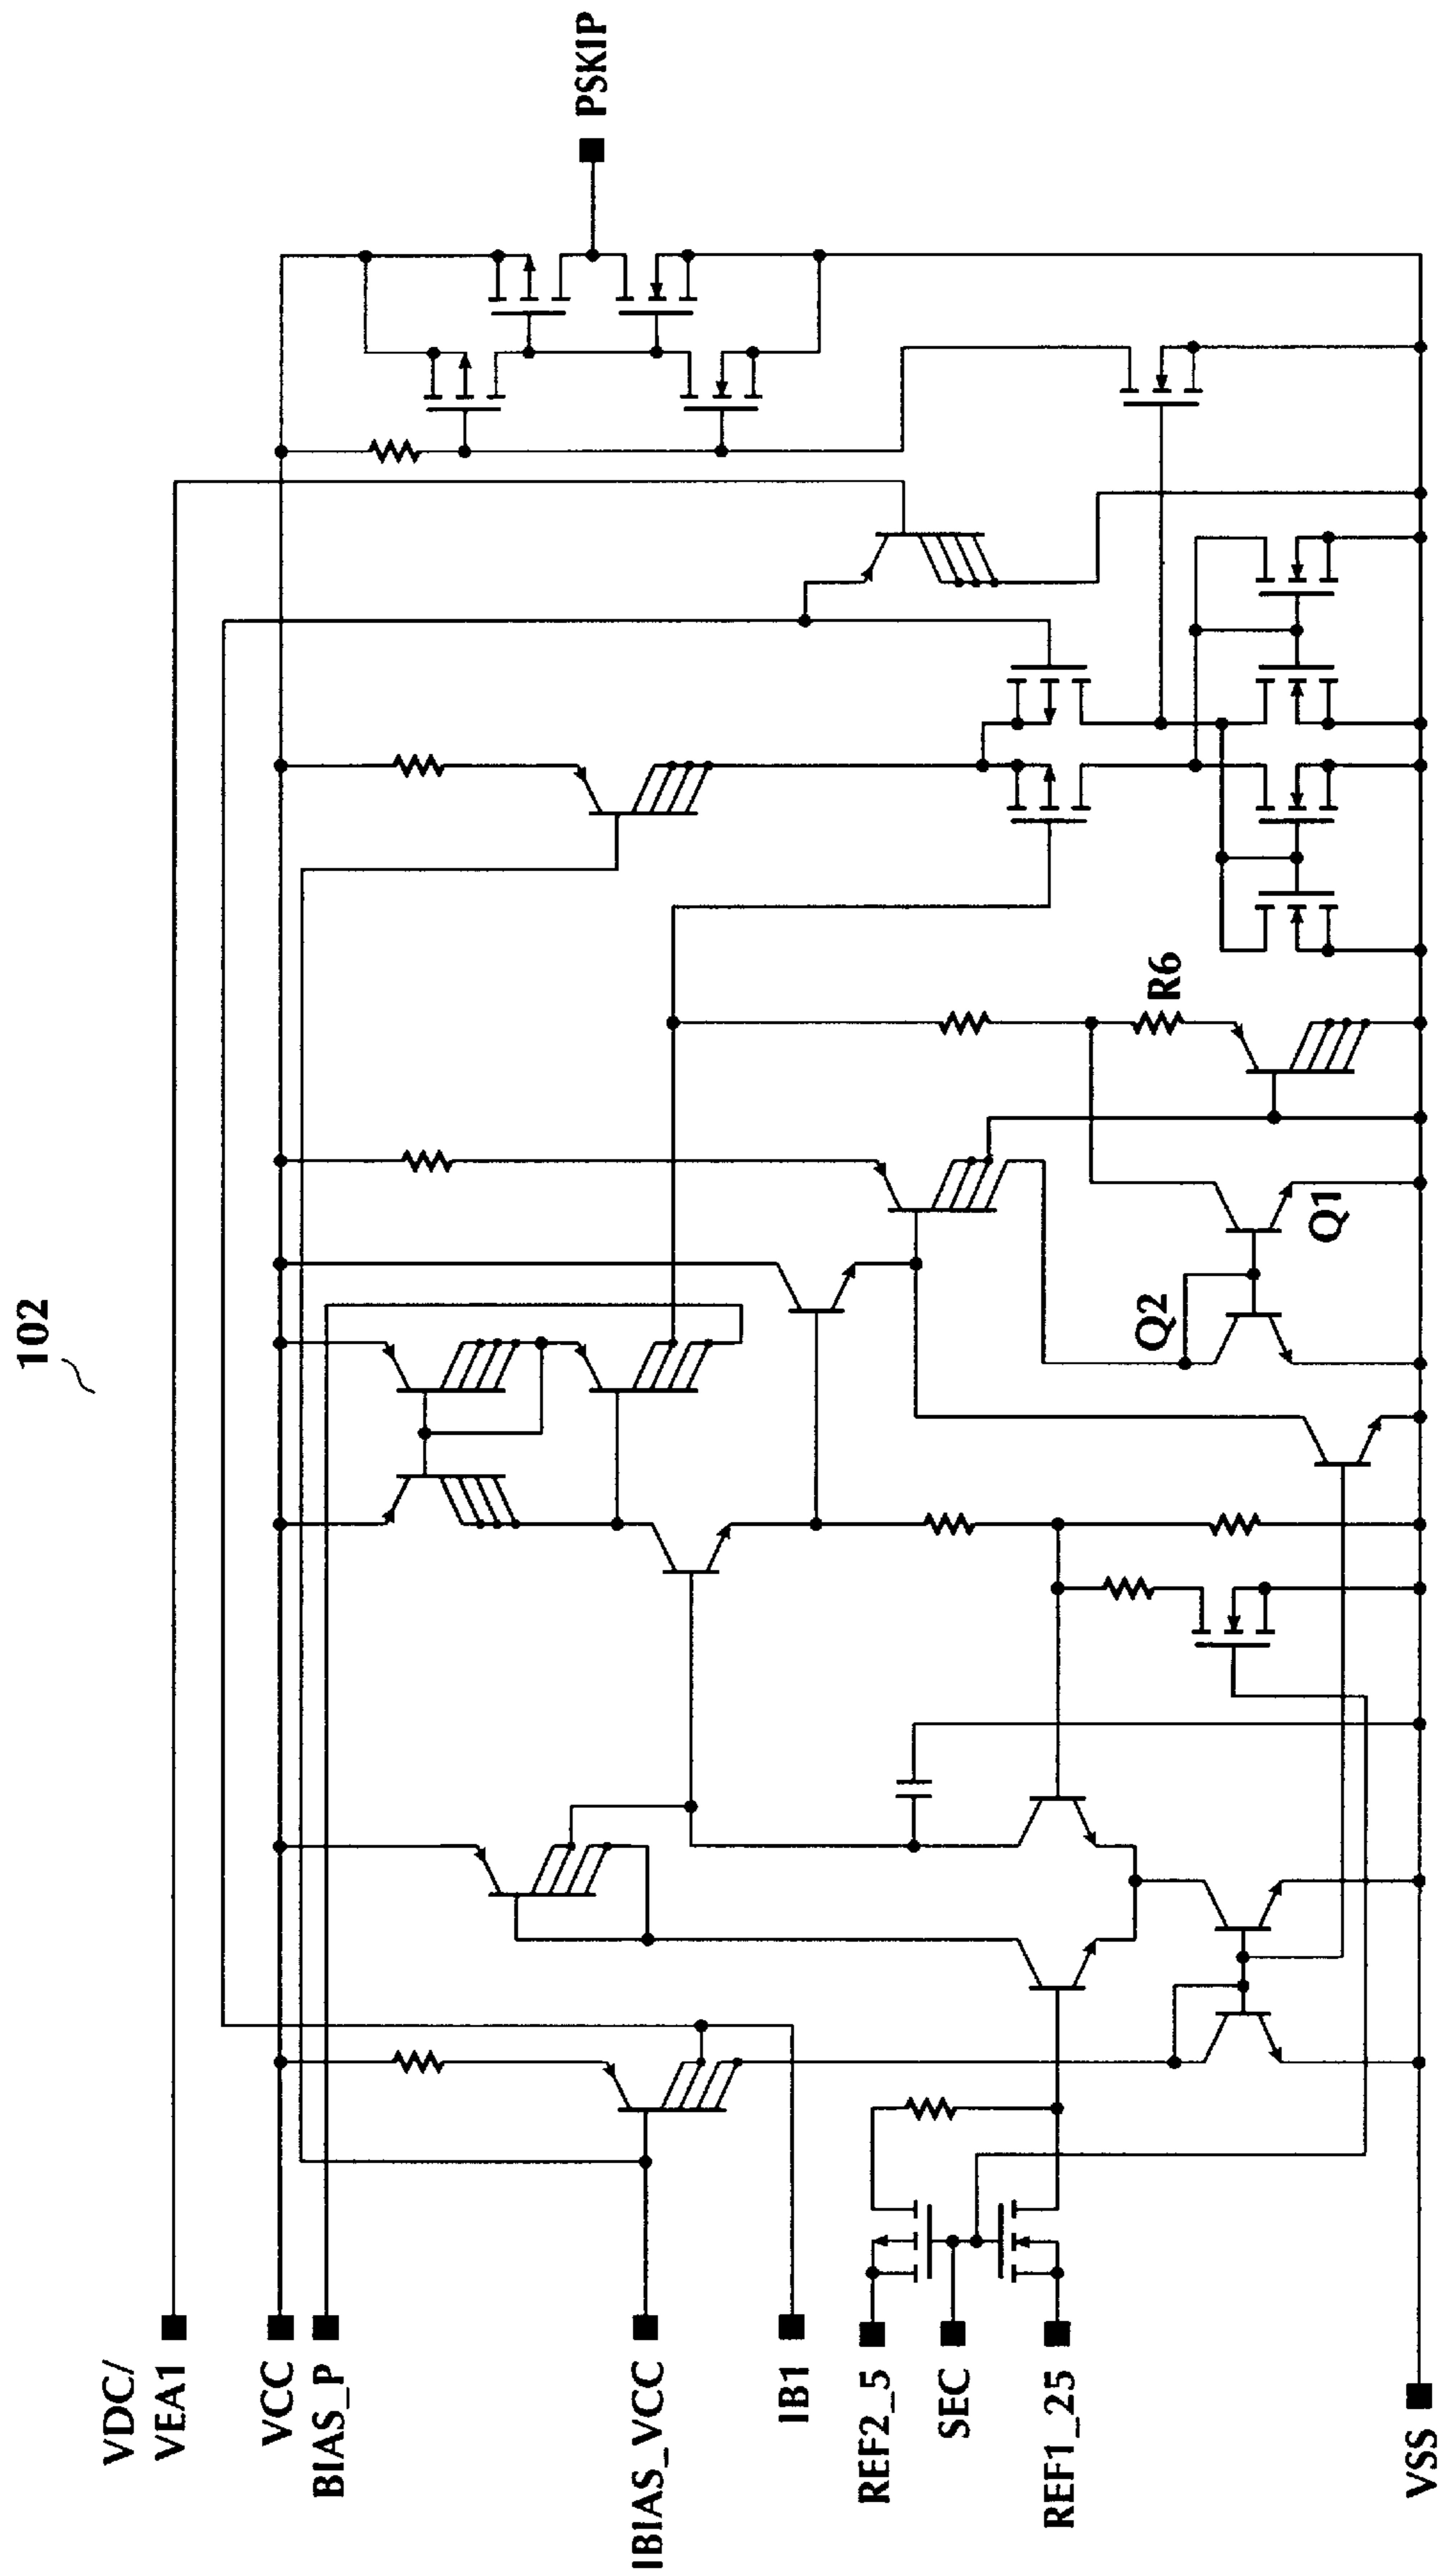 102
VDC/
VEA1
VCC
BIAS_P
IBIAS_VCC
IB1
REF2_5
SEC
REF1_25
VSS
Q2
Q1
R6
PSKIP